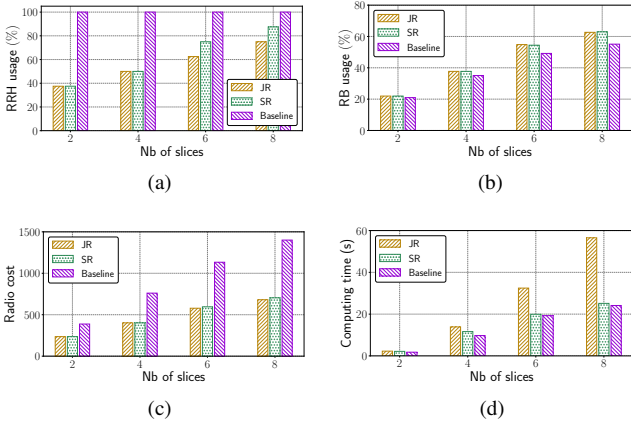 100
80
60
40
20
0
RRH usage (%)
2
4
6
8
Nb of slices
JR
SR
Baseline
(a)
80
60
40
20
0
RB usage (%)
2
4
6
8
Nb of slices
JR
SR
Baseline
(b)
1500
1000
500
0
Radio cost
2
4
6
8
Nb of slices
JR
SR
Baseline
(c)
60
40
20
0
Computing time (s)
2
4
6
8
Nb of slices
JR
SR
Baseline
(d)